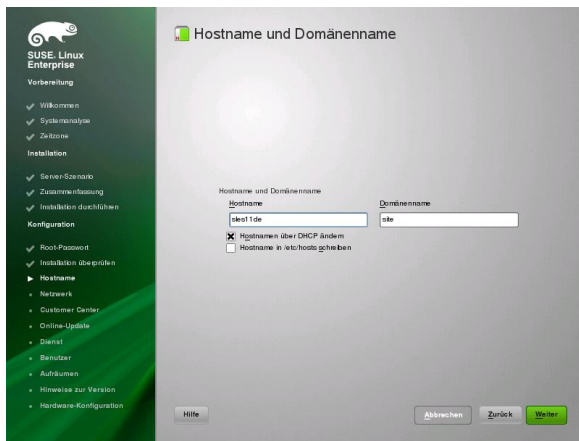 SUSE. Linux
Enterprise
Vorbereitung
Willkommen
Systemanalyse
Zeitzone
Installation
Server-Szenario
Zusammenfassung
Installation durchführen
Konfiguration
Root-Passwort
Installation überprüfen
Hostname
Netzwerk
Customer Center
Online-Update
Dienst
Benutzer
Aufräumen
Hinweise zur Version
Hardware-Konfiguration
Hostname und Domänenname
Hostname und Domänenname
Hostname Domänenname
sles11de site
Hostnamen über DHCP ändern
Hostname in /etc/hosts schreiben
Hilfe Abbrechen Zurück Weiter